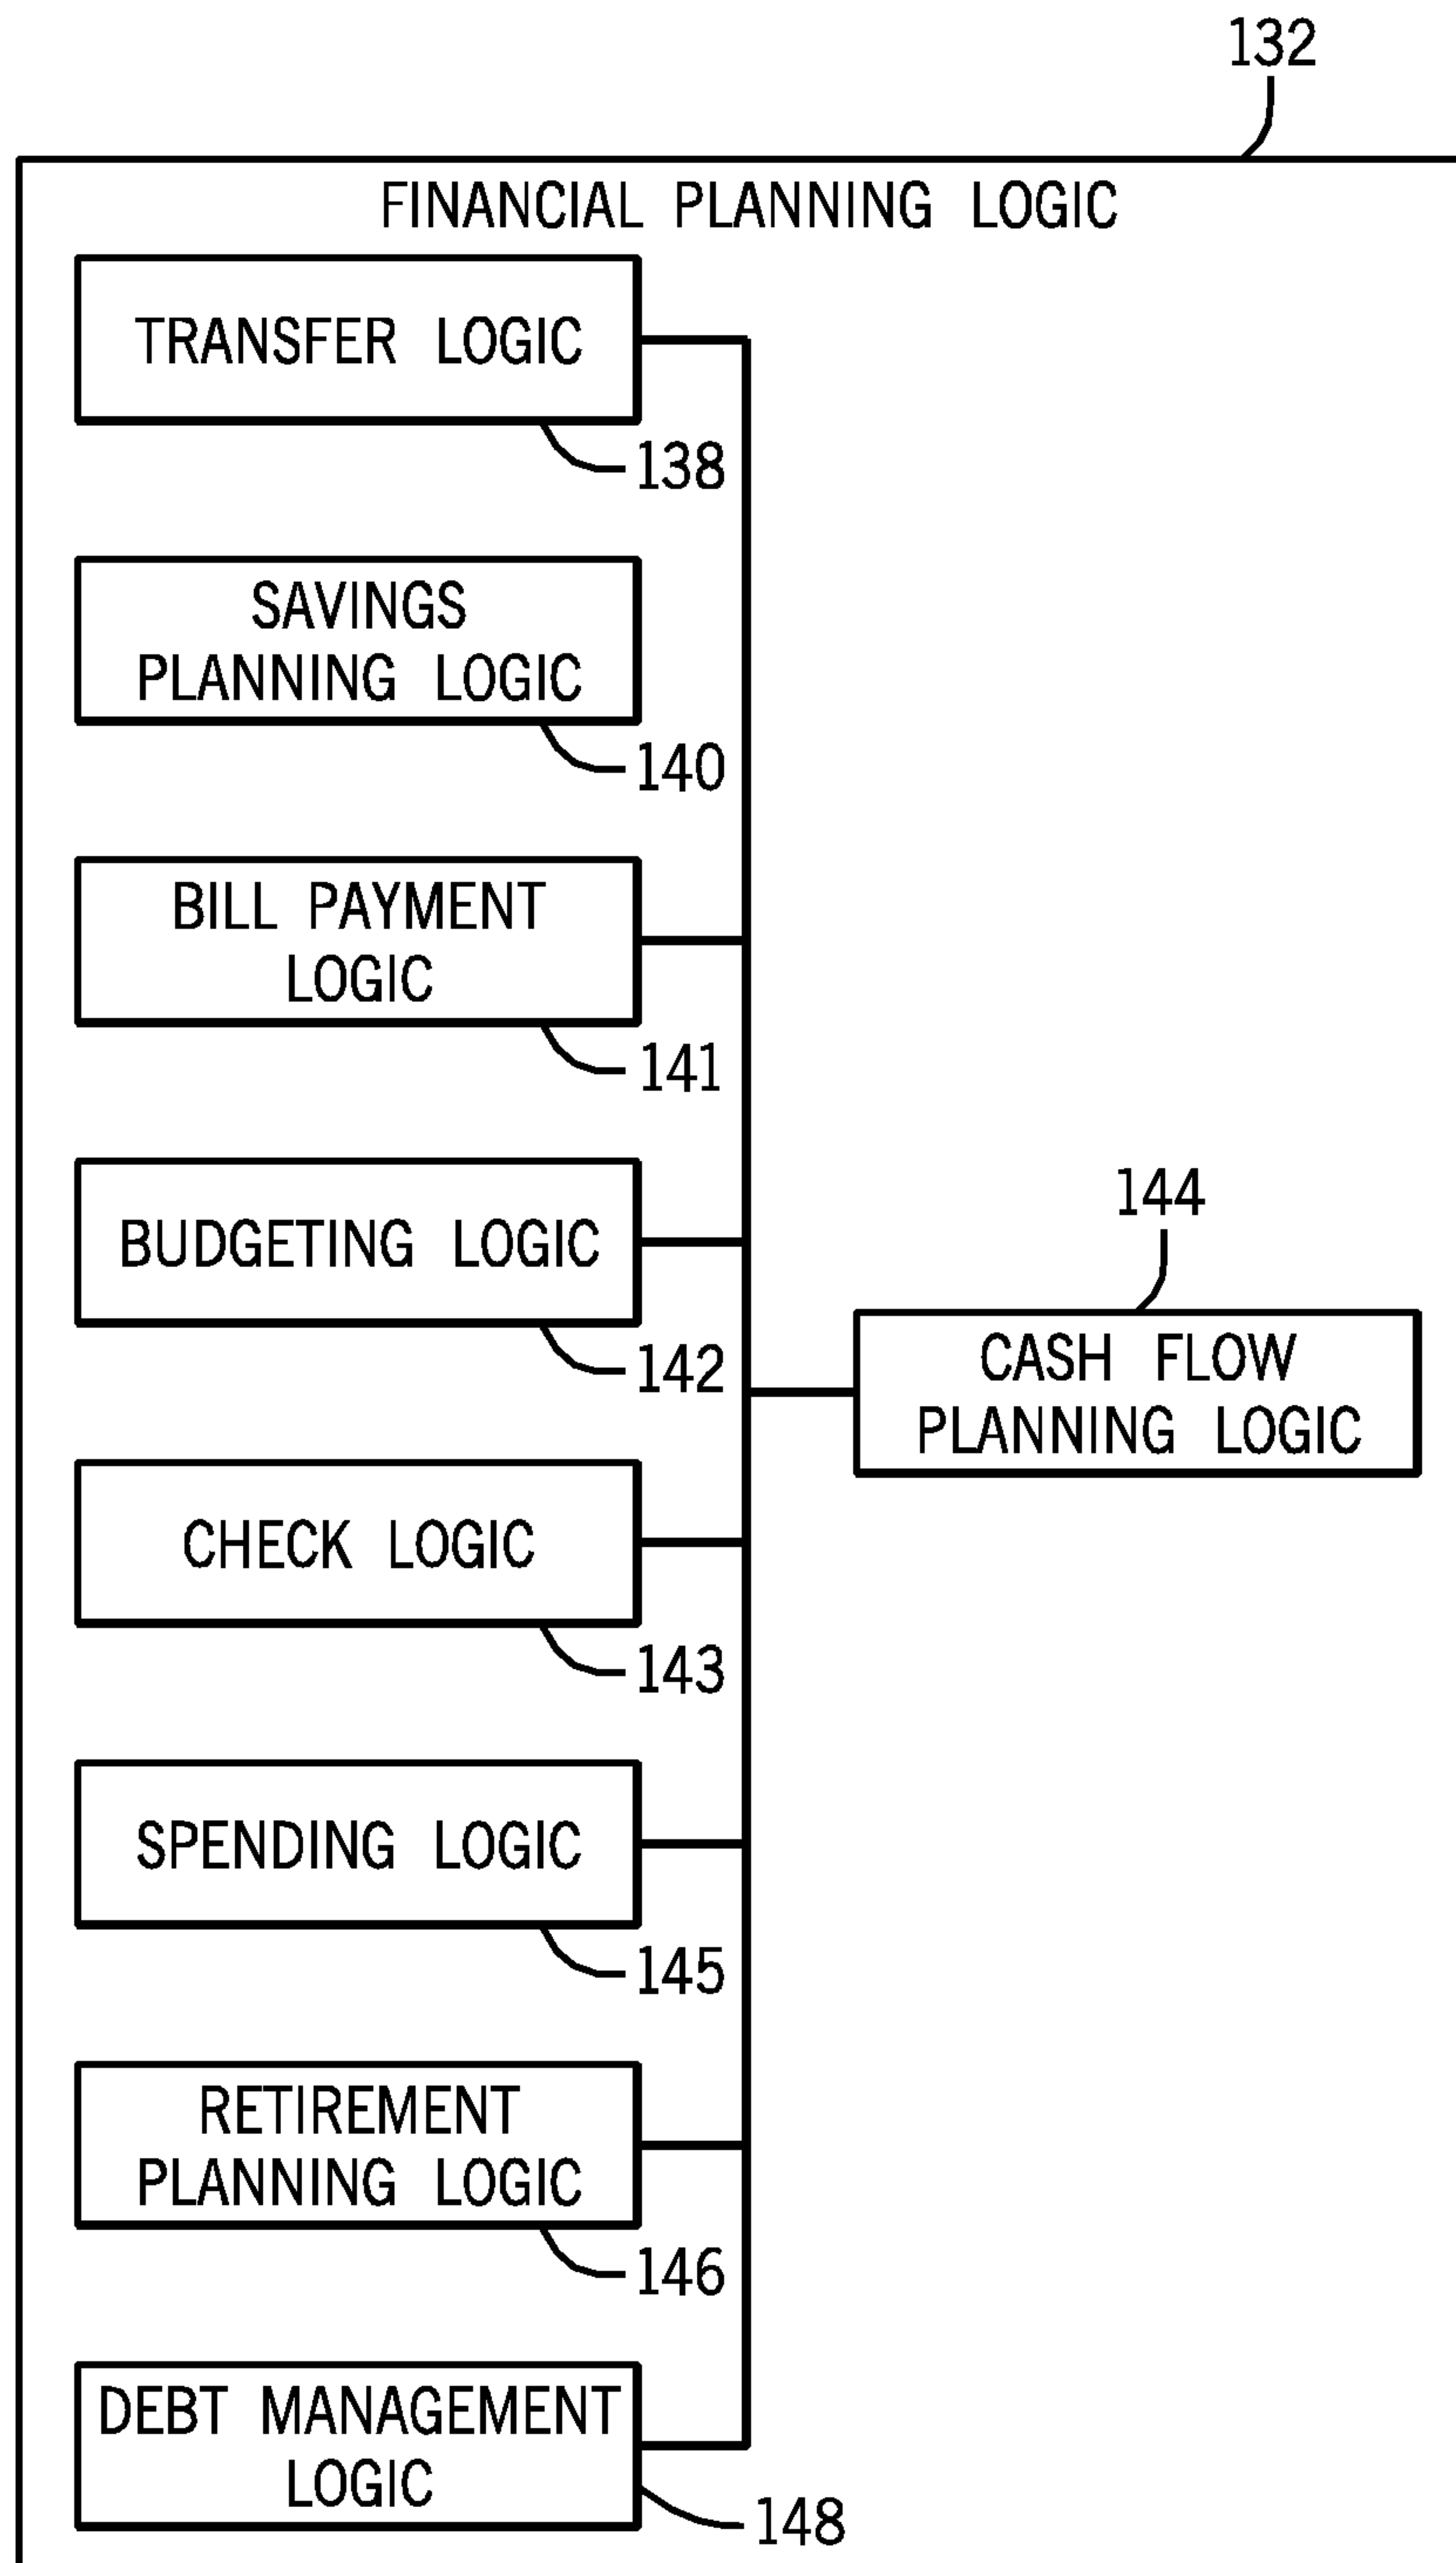 132
FINANCIAL PLANNING LOGIC
TRANSFER LOGIC
138
SAVINGS
PLANNING LOGIC
140
BILL PAYMENT
LOGIC
141
BUDGETING LOGIC
142
144
CASH FLOW
PLANNING LOGIC
CHECK LOGIC
143
SPENDING LOGIC
145
RETIREMENT
PLANNING LOGIC
146
DEBT MANAGEMENT
LOGIC
148